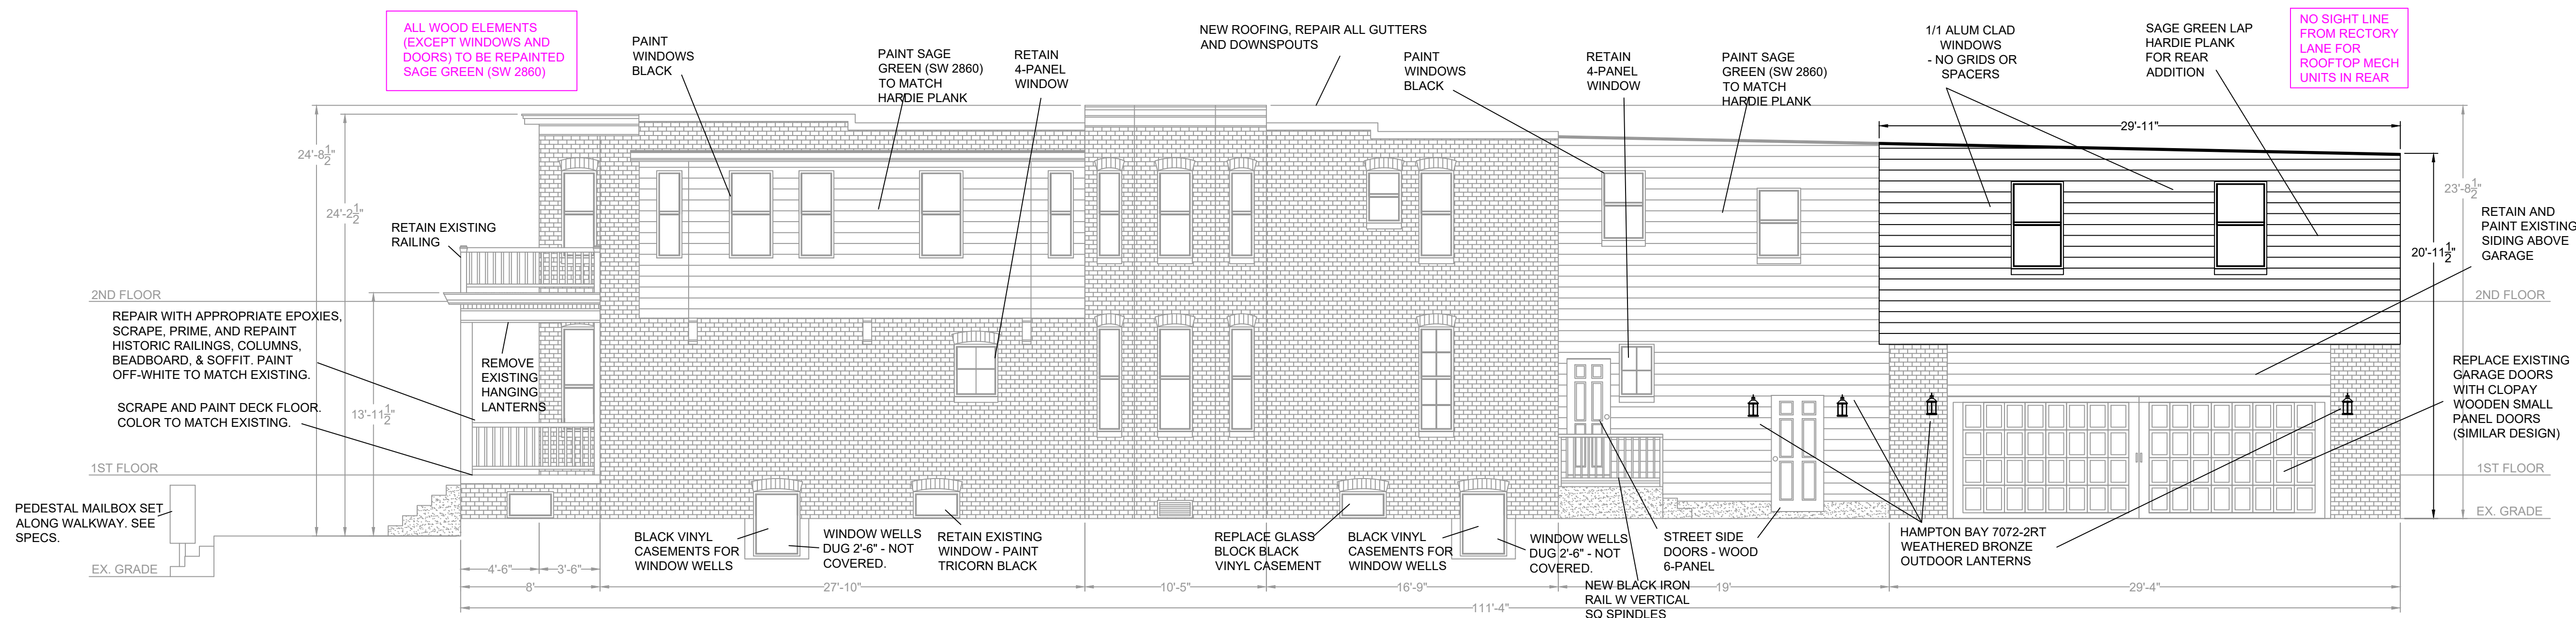 ALL WOOD ELEMENTS
(EXCEPT WINDOWS AND
DOORS) TO BE REPAINTED
SAGE GREEN (SW 2860)
PAINT
WINDOWS
BLACK
PAINT SAGE
GREEN (SW 2860)
TO MATCH
HARDIE PLANK
RETAIN
4-PANEL
WINDOW
NEW ROOFING, REPAIR ALL GUTTERS
AND DOWNSPOUTS
PAINT
WINDOWS
BLACK
RETAIN
4-PANEL
WINDOW
PAINT SAGE
GREEN (SW 2860)
TO MATCH
HARDIE PLANK
1/1 ALUM CLAD
WINDOWS
- NO GRIDS OR
SPACERS
SAGE GREEN LAP
HARDIE PLANK
FOR REAR
ADDITION
NO SIGHT LINE
FROM RECTORY
LANE FOR
ROOFTOP MECH
UNITS IN REAR
29'-11"
24'-8 1/2"
24'-2 1/2"
23'-8 1/2"
20'-11 1/2"
RETAIN EXISTING
RAILING
RETAIN AND
PAINT EXISTING
SIDING ABOVE
GARAGE
2ND FLOOR
2ND FLOOR
REPAIR WITH APPROPRIATE EPOXIES,
SCRAPE, PRIME, AND REPAINT
HISTORIC RAILINGS, COLUMNS,
BEADBOARD, & SOFFIT. PAINT
OFF-WHITE TO MATCH EXISTING.
REMOVE
EXISTING
HANGING
LANTERNS
REPLACE EXISTING
GARAGE DOORS
WITH CLOPAY
WOODEN SMALL
PANEL DOORS
(SIMILAR DESIGN)
SCRAPE AND PAINT DECK FLOOR.
COLOR TO MATCH EXISTING.
13'-11 1/2"
1ST FLOOR
1ST FLOOR
PEDESTAL MAILBOX SET
ALONG WALKWAY. SEE
SPECS.
EX. GRADE
EX. GRADE
BLACK VINYL
CASEMENTS FOR
WINDOW WELLS
WINDOW WELLS
DUG 2'-6" - NOT
COVERED.
RETAIN EXISTING
WINDOW - PAINT
TRICORN BLACK
REPLACE GLASS
BLOCK BLACK
VINYL CASEMENT
BLACK VINYL
CASEMENTS FOR
WINDOW WELLS
WINDOW WELLS
DUG 2'-6" - NOT
COVERED.
NEW BLACK IRON
RAIL W VERTICAL
SQ SPINDLES
STREET SIDE
DOORS - WOOD
6-PANEL
HAMPTON BAY 7072-2RT
WEATHERED BRONZE
OUTDOOR LANTERNS
4'-6"
3'-6"
8'
27'-10"
10'-5"
16'-9"
19'
29'-4"
111'-4"